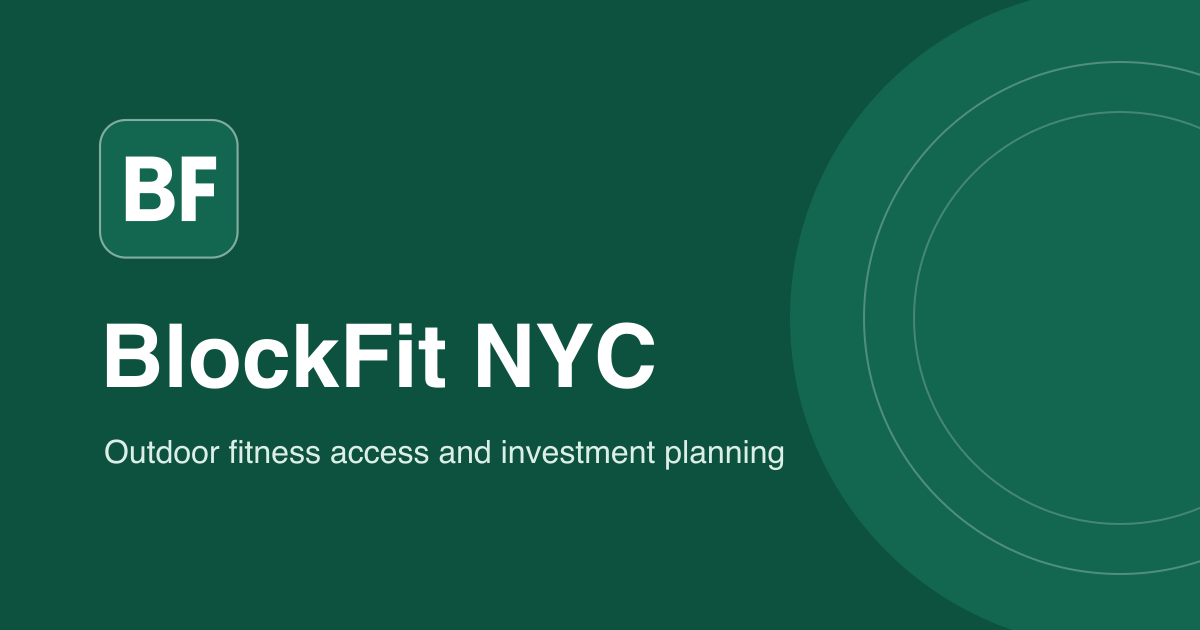 BF
BlockFit NYC
Outdoor fitness access and investment planning